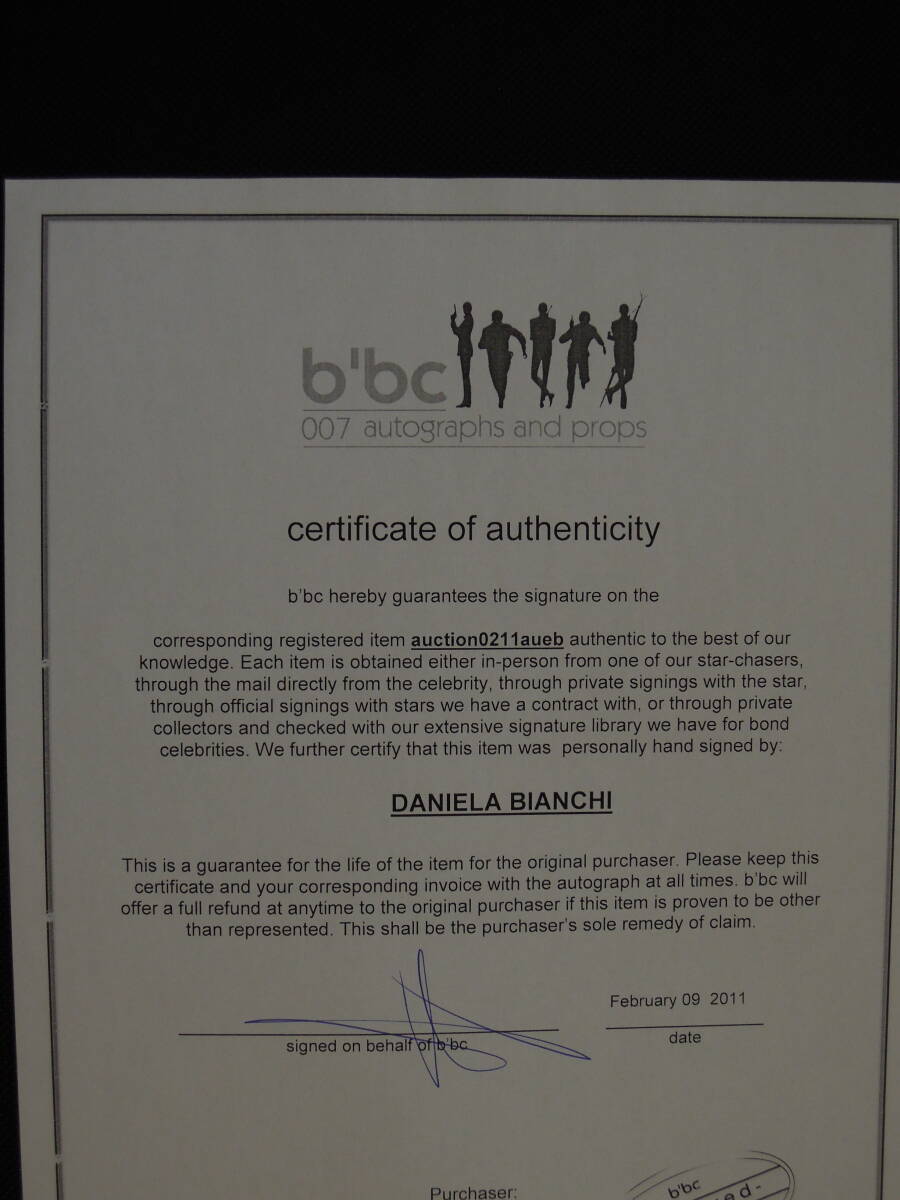 b'bc
007 autographs and props
certificate of authenticity
b'bc hereby guarantees the signature on the
corresponding registered item auction0211aueb authentic to the best of our
knowledge. Each item is obtained either in-person from one of our star-chasers,
through the mail directly from the celebrity, through private signings with the star,
through official signings with stars we have a contract with, or through private
collectors and checked with our extensive signature library we have for bond
celebrities. We further certify that this item was personally hand signed by:
DANIELA BIANCHI
This is a guarantee for the life of the item for the original purchaser. Please keep this
certificate and your corresponding invoice with the autograph at all times. b'bc will
offer a full refund at anytime to the original purchaser if this item is proven to be other
than represented. This shall be the purchaser's sole remedy of claim.
February 09 2011
signed on behalf of b'bc
date
Purchaser:
b'bc